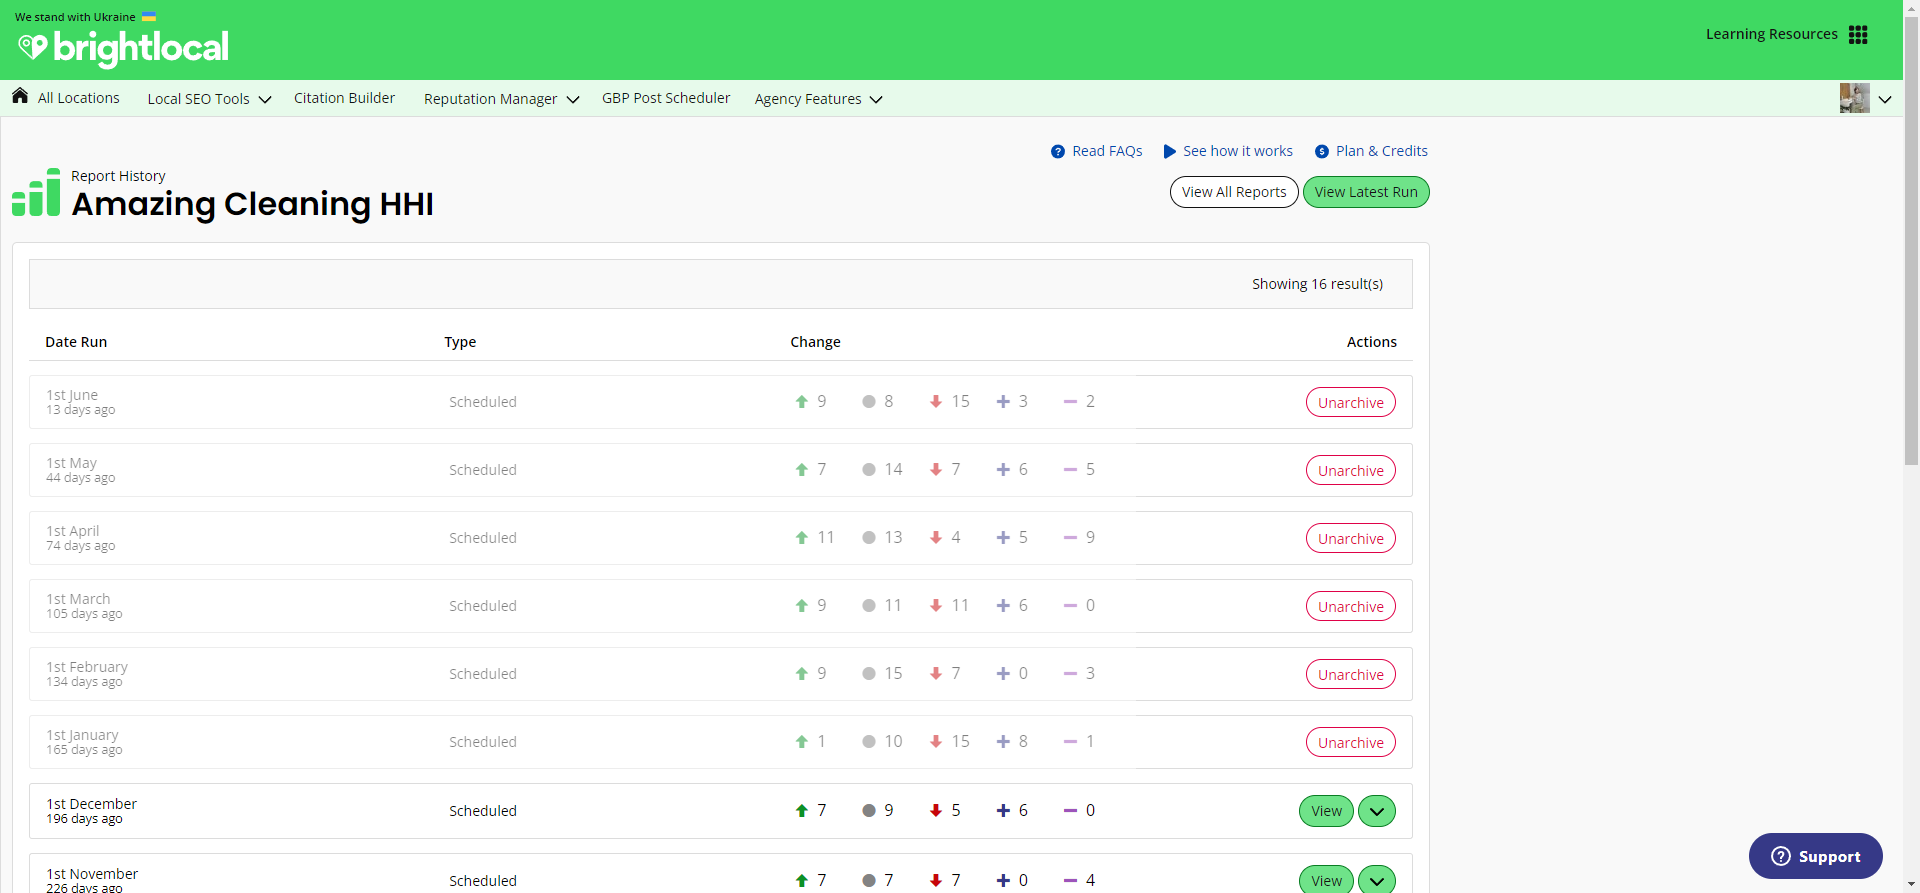 We stand with Ukraine
brightlocal
Learning Resources
All Locations Local SEO Tools Citation Builder Reputation Manager GBP Post Scheduler Agency Features
Read FAQs See how it works Plan & Credits
Report History
Amazing Cleaning HHI
View All Reports View Latest Run
Showing 16 result(s)
Date Run Type Change Actions
1st June
13 days ago
Scheduled 9 8 15 3 2 Unarchive
1st May
44 days ago
Scheduled 7 14 7 6 5 Unarchive
1st April
74 days ago
Scheduled 11 13 4 5 9 Unarchive
1st March
105 days ago
Scheduled 9 11 11 6 0 Unarchive
1st February
134 days ago
Scheduled 9 15 7 0 3 Unarchive
1st January
165 days ago
Scheduled 1 10 15 8 1 Unarchive
1st December
196 days ago
Scheduled 7 9 5 6 0 View
1st November
226 days ago
Scheduled 7 7 7 0 4 View
Support